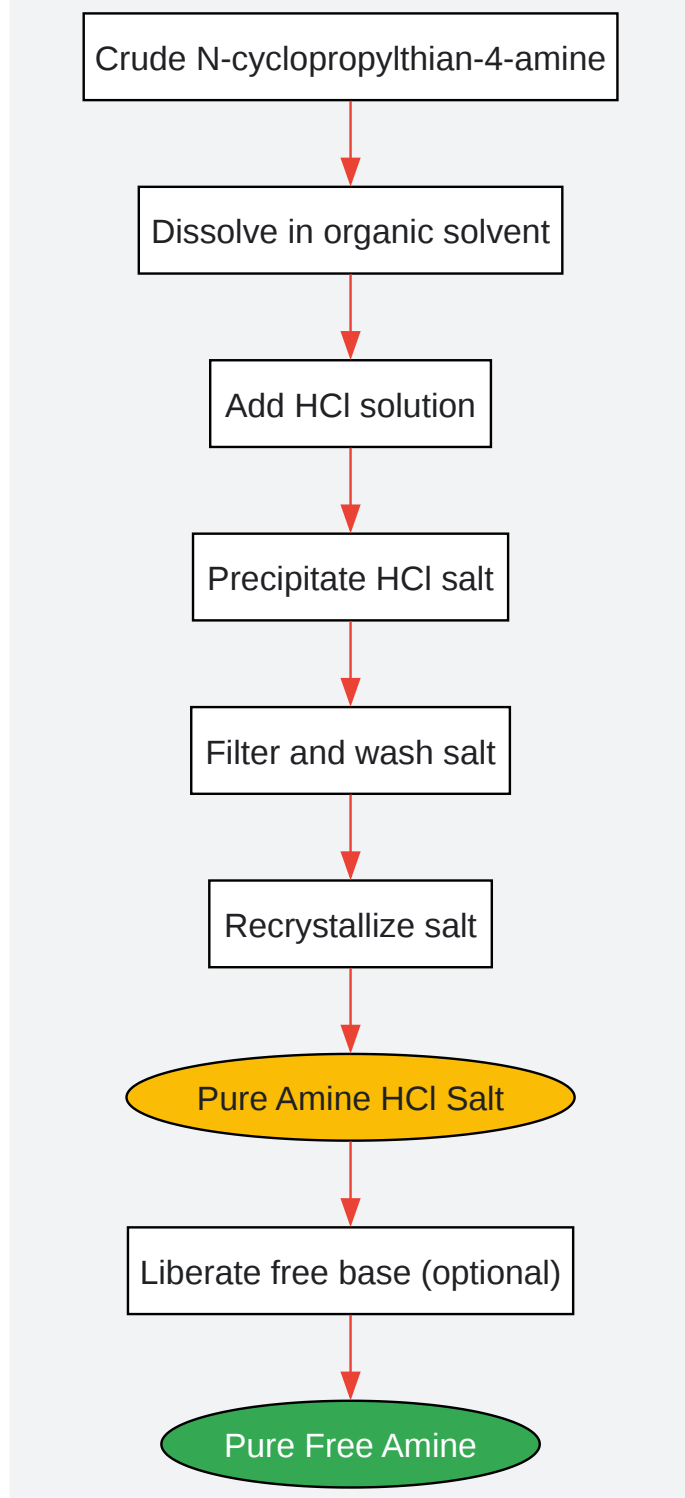 Crude N-cyclopropylthian-4-amine
Dissolve in organic solvent
Add HCl solution
Precipitate HCl salt
Filter and wash salt
Recrystallize salt
Pure Amine HCl Salt
Liberate free base (optional)
Pure Free Amine